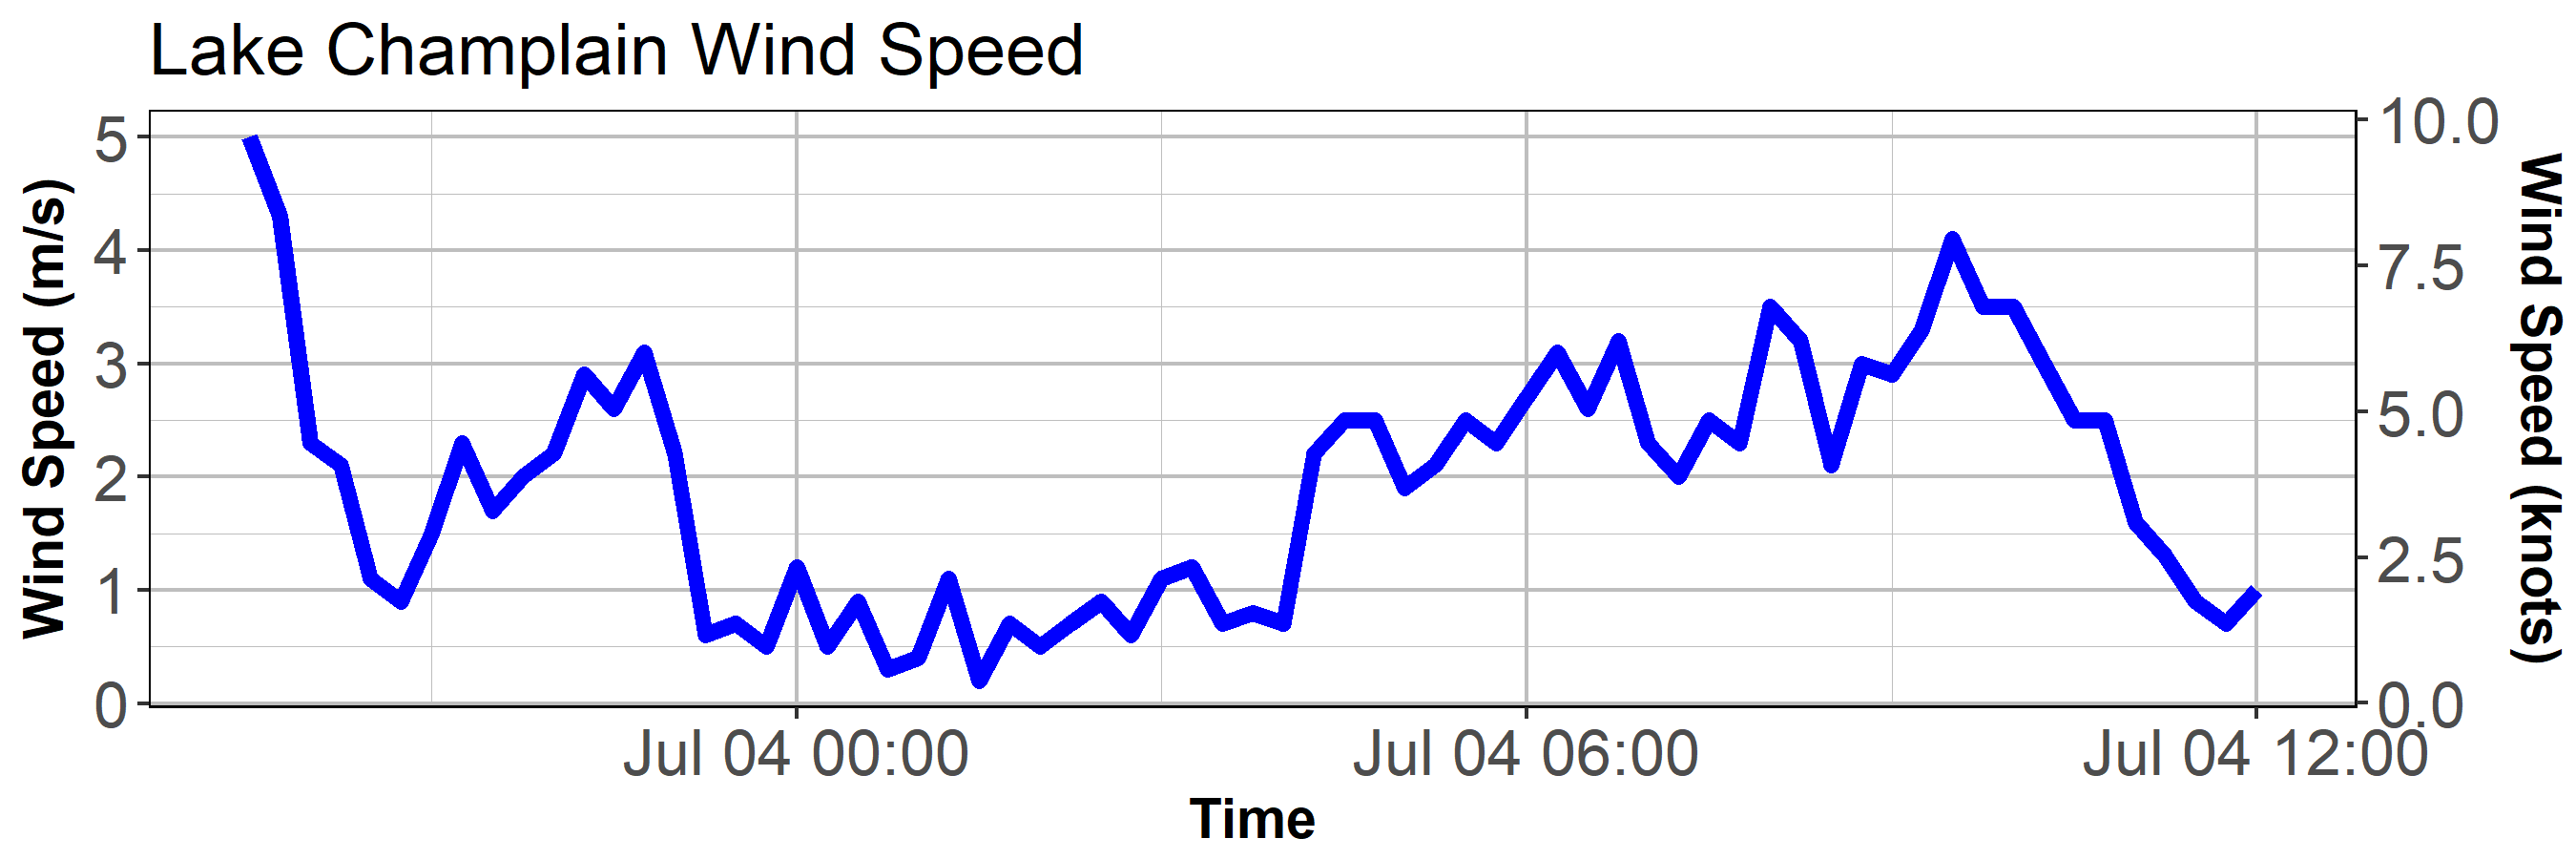 Lake Champlain Wind Speed
Wind Speed (m/s)
5
4
3
2
1
0
10.0
7.5
5.0
2.5
0.0
Wind Speed (knots)
Jul 04 00:00
Jul 04 06:00
Jul 04 12:00
Time